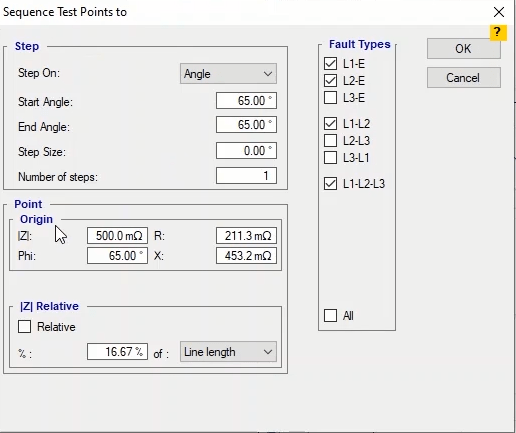 Sequence Test Points to
?
Step
Step On: Angle
Start Angle: 65.00 °
End Angle: 65.00 °
Step Size: 0.00 °
Number of steps: 1
Point
Origin
|Z|: 500.0 mΩ R: 211.3 mΩ
Phi: 65.00 ° X: 453.2 mΩ
|Z| Relative
Relative
% : 16.67 % of : Line length
Fault Types
L1-E
L2-E
L3-E
L1-L2
L2-L3
L3-L1
L1-L2-L3
All
OK
Cancel